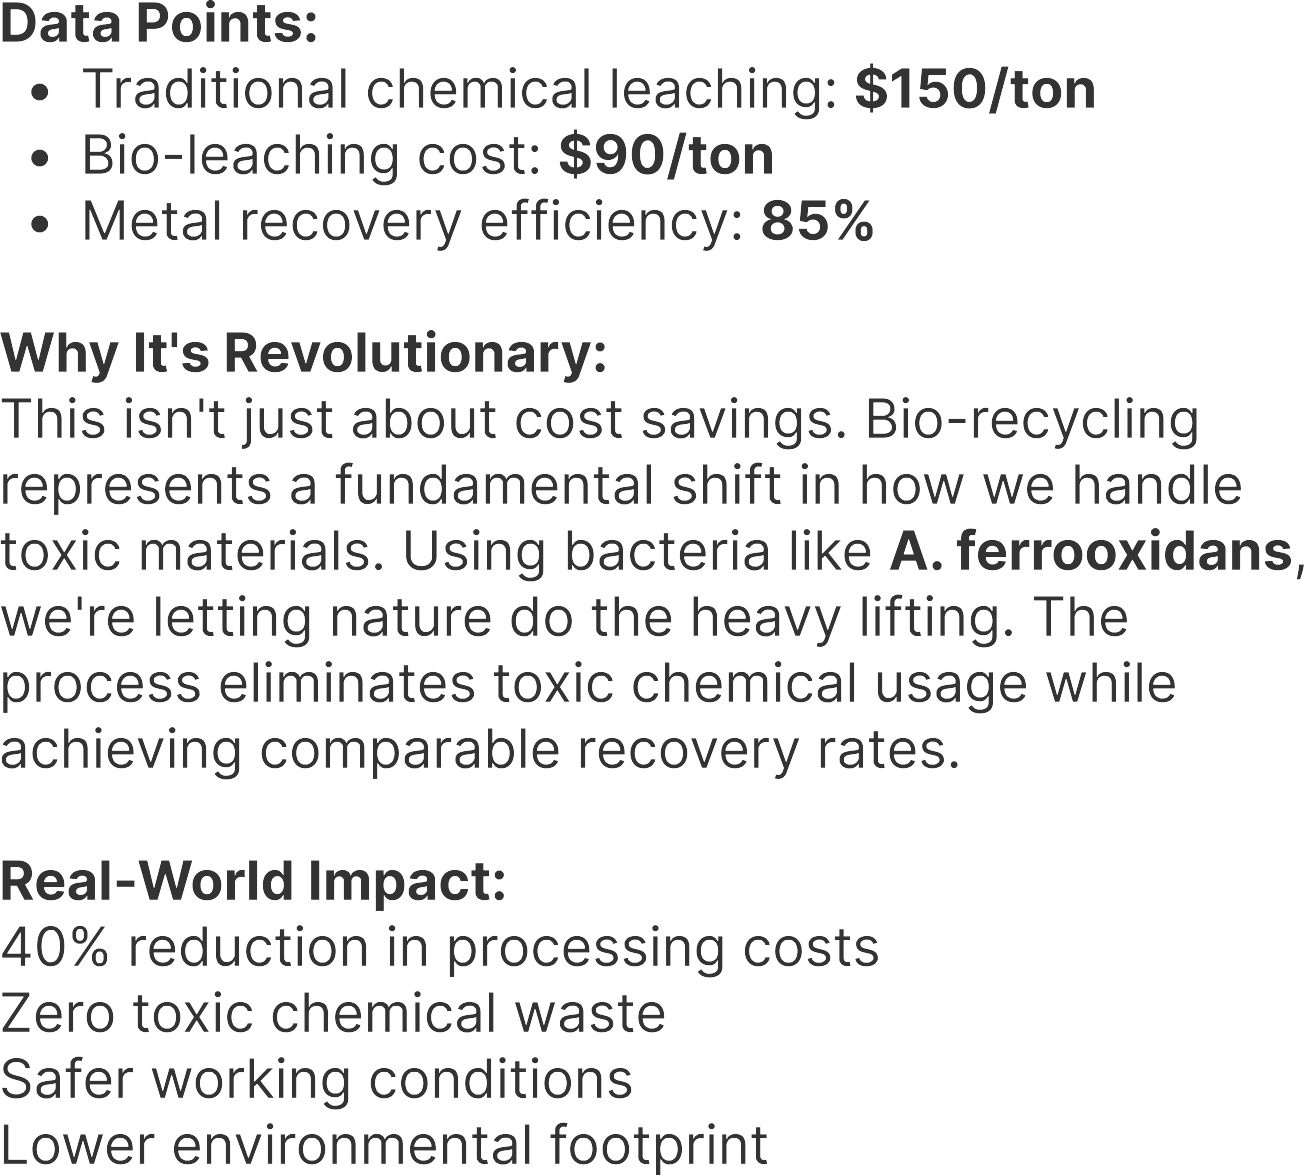 Data Points:
• Traditional chemical leaching: $150/ton
• Bio-leaching cost: $90/ton
• Metal recovery efficiency: 85%
Why It's Revolutionary:
This isn't just about cost savings. Bio-recycling
represents a fundamental shift in how we handle
toxic materials. Using bacteria like A. ferrooxidans,
we're letting nature do the heavy lifting. The
process eliminates toxic chemical usage while
achieving comparable recovery rates.
Real-World Impact:
40% reduction in processing costs
Zero toxic chemical waste
Safer working conditions
Lower environmental footprint